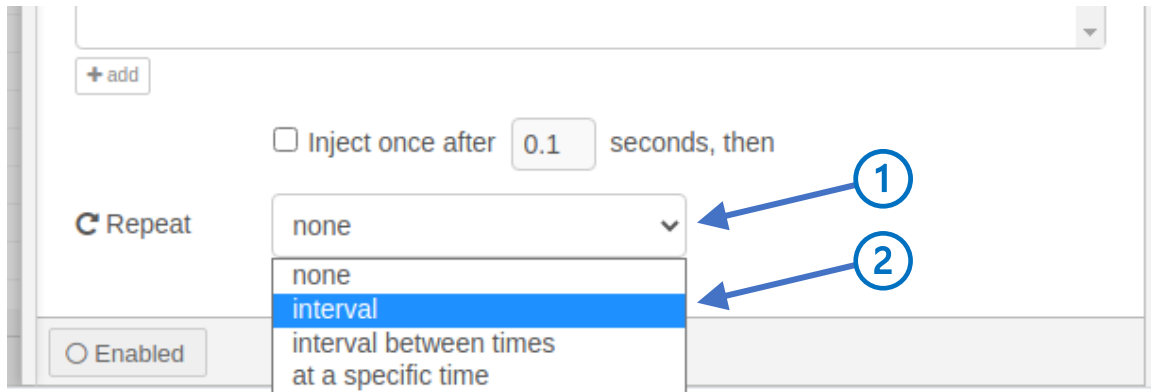 + add
Inject once after 0.1 seconds, then
1
Repeat none
2
none
interval
interval between times
at a specific time
Enabled